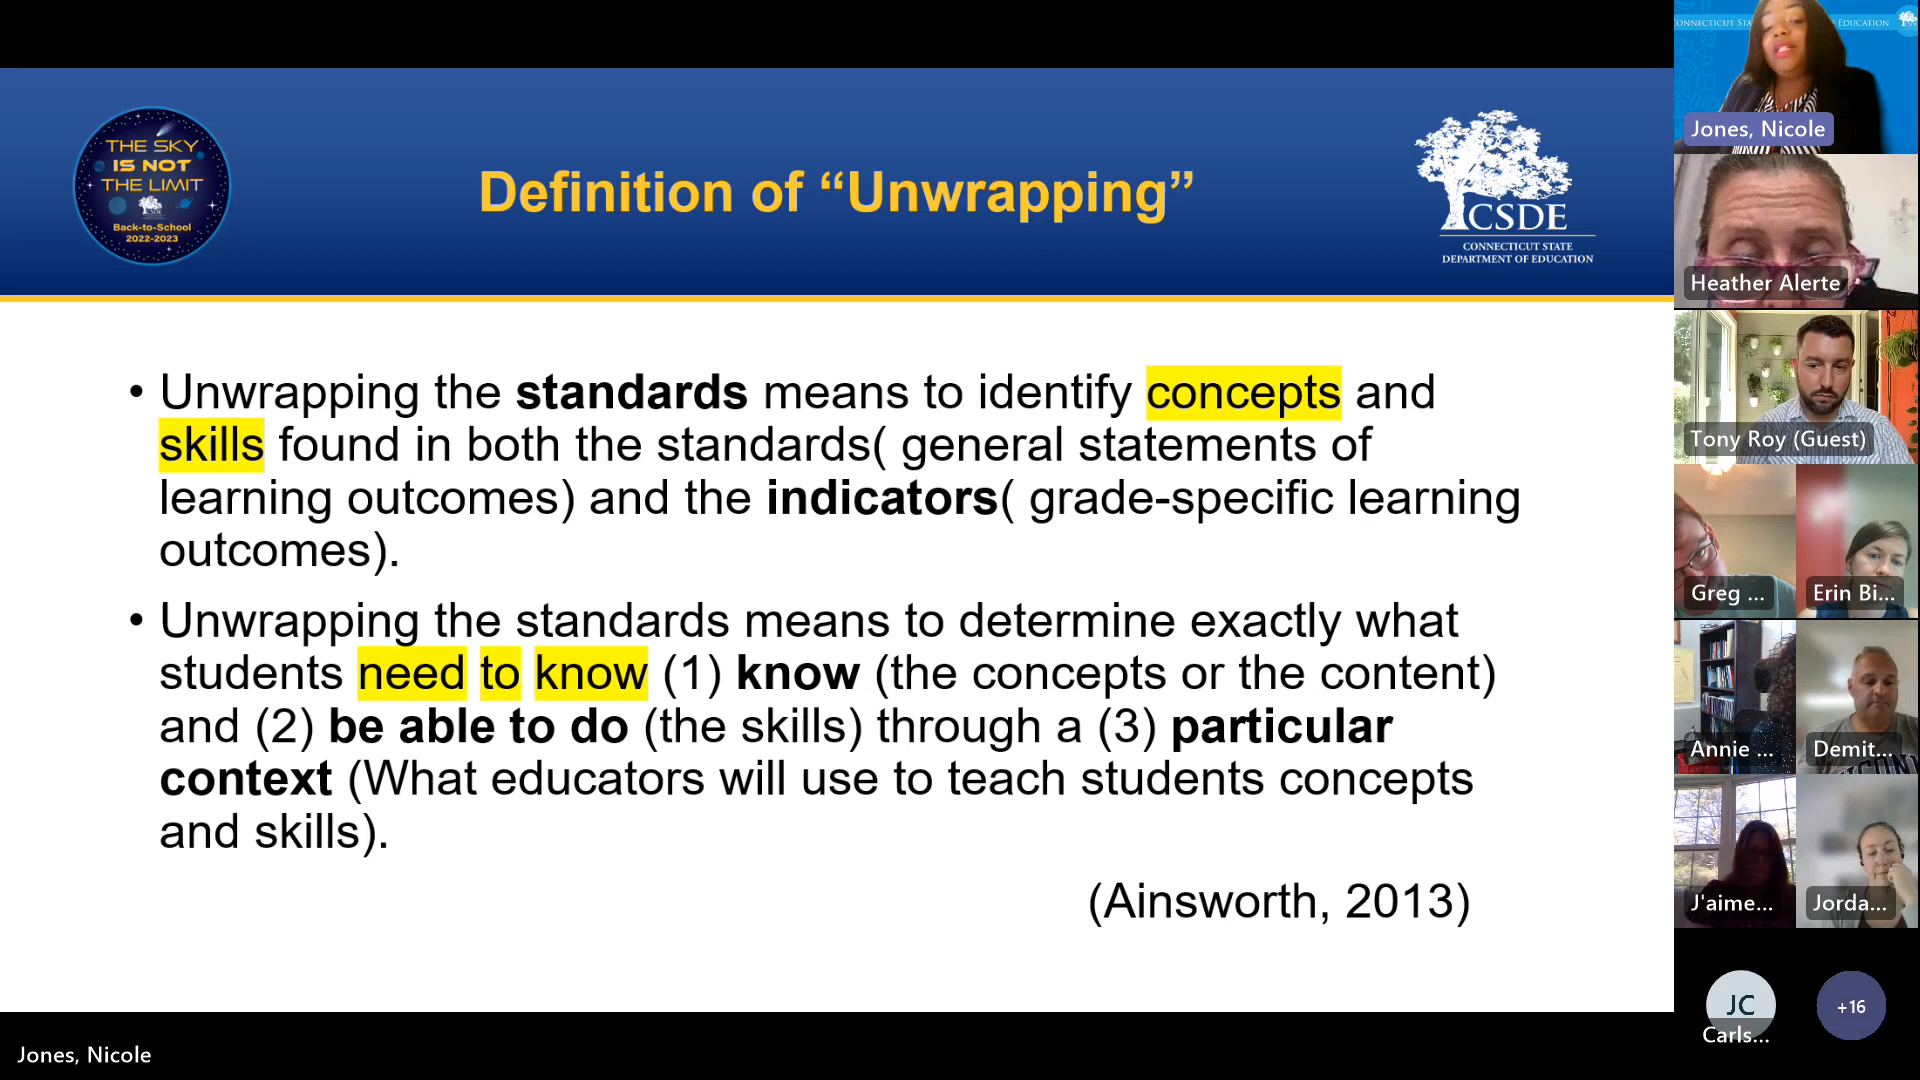 THE SKY
IS NOT
THE LIMIT
CSDE
Back-to-School
2022-2023
Definition of “Unwrapping”
CSDE
CONNECTICUT STATE
DEPARTMENT OF EDUCATION
• Unwrapping the standards means to identify concepts and
skills found in both the standards( general statements of
learning outcomes) and the indicators( grade-specific learning
outcomes).
• Unwrapping the standards means to determine exactly what
students need to know (1) know (the concepts or the content)
and (2) be able to do (the skills) through a (3) particular
context (What educators will use to teach students concepts
and skills).
(Ainsworth, 2013)
Jones, Nicole
EDUCATION
Jones, Nicole
Heather Alerte
Tony Roy (Guest)
Greg ...
Erin Bi...
Annie ...
Demit...
J'aime...
Jorda...
JC
Carls...
+16